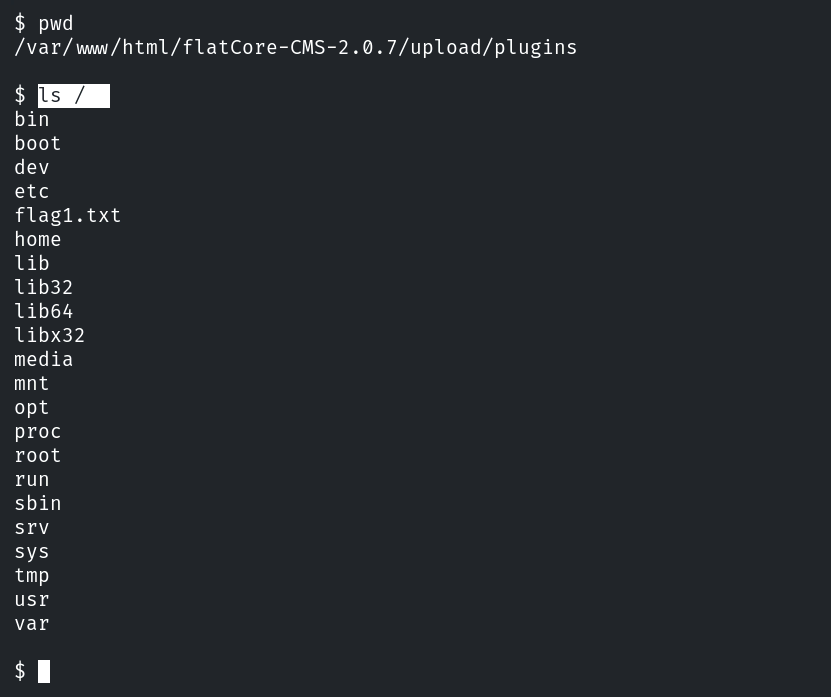 $ pwd
/var/www/html/flatCore-CMS-2.0.7/upload/plugins
$ ls /
bin
boot
dev
etc
flag1.txt
home
lib
lib32
lib64
libx32
media
mnt
opt
proc
root
run
sbin
srv
sys
tmp
usr
var
$